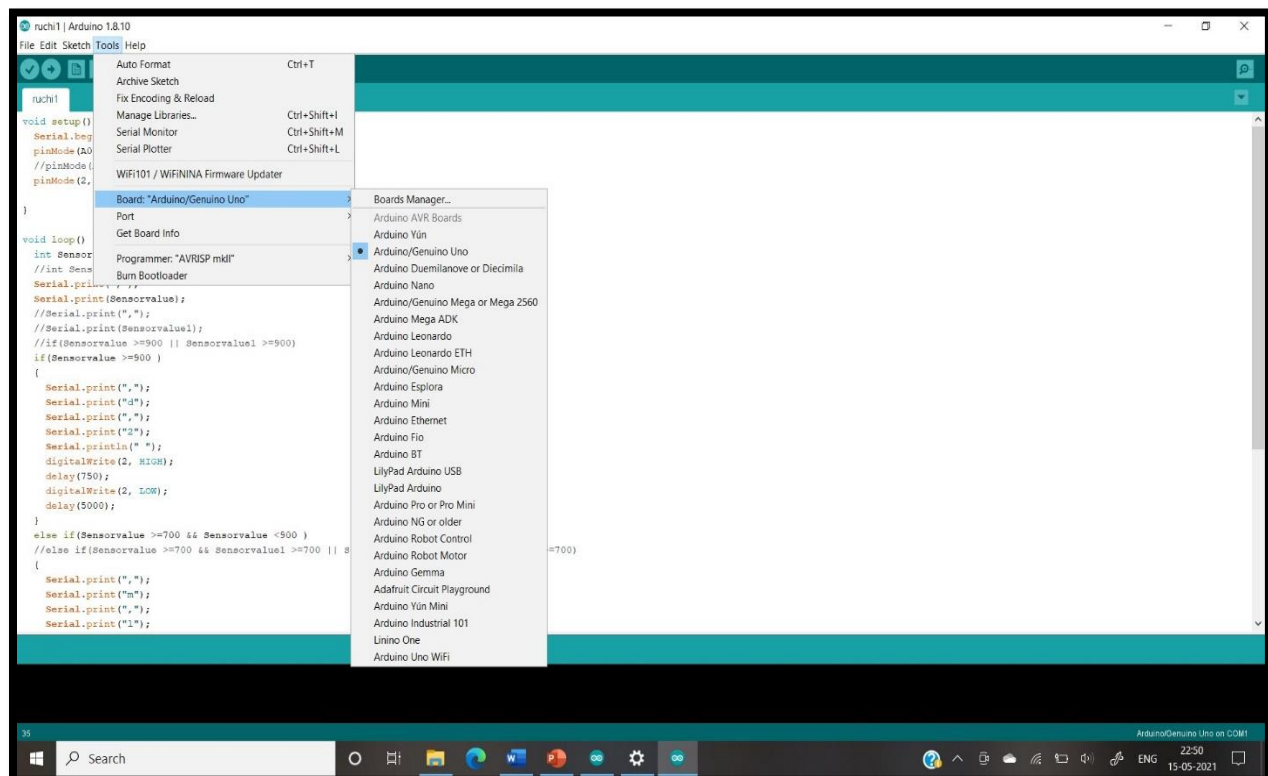 ruchi1 | Arduino 1.8.10
File Edit Sketch Tools Help
ruchi1
Auto Format Ctrl+T
Archive Sketch
Fix Encoding & Reload
Manage Libraries... Ctrl+Shift+I
Serial Monitor Ctrl+Shift+M
Serial Plotter Ctrl+Shift+L
WiFi101 / WiFiNINA Firmware Updater
Board: "Arduino/Genuino Uno"
Port
Get Board Info
Programmer: "AVRISP mkII"
Burn Bootloader
Boards Manager...
Arduino AVR Boards
Arduino Yún
Arduino/Genuino Uno
Arduino Duemilanove or Diecimila
Arduino Nano
Arduino/Genuino Mega or Mega 2560
Arduino Mega ADK
Arduino Leonardo
Arduino Leonardo ETH
Arduino/Genuino Micro
Arduino Esplora
Arduino Mini
Arduino Ethernet
Arduino Fio
Arduino BT
LilyPad Arduino USB
LilyPad Arduino
Arduino Pro or Pro Mini
Arduino NG or older
Arduino Robot Control
Arduino Robot Motor
Arduino Gemma
Adafruit Circuit Playground
Arduino Yún Mini
Arduino Industrial 101
Linino One
Arduino Uno WiFi
void setup()
Serial.beg
pinMode(A0
//pinMode(
pinMode(2,
}
void loop()
int Sensor
//int Sens
Serial.print(",");
Serial.print(Sensorvalue);
//Serial.print(",");
//Serial.print(Sensorvalue1);
//if(Sensorvalue >=900 || Sensorvalue1 >=900)
if(Sensorvalue >=900 )
{
Serial.print(",");
Serial.print("d");
Serial.print(",");
Serial.print("2");
Serial.println(" ");
digitalWrite(2, HIGH);
delay(750);
digitalWrite(2, LOW);
delay(5000);
}
else if(Sensorvalue >=700 && Sensorvalue <900 )
//else if(Sensorvalue >=700 && Sensorvalue1 >=700 || S =700)
{
Serial.print(",");
Serial.print("m");
Serial.print(",");
Serial.print("1");
35 Arduino/Genuino Uno on COM1
Search ENG 22:50
15-05-2021